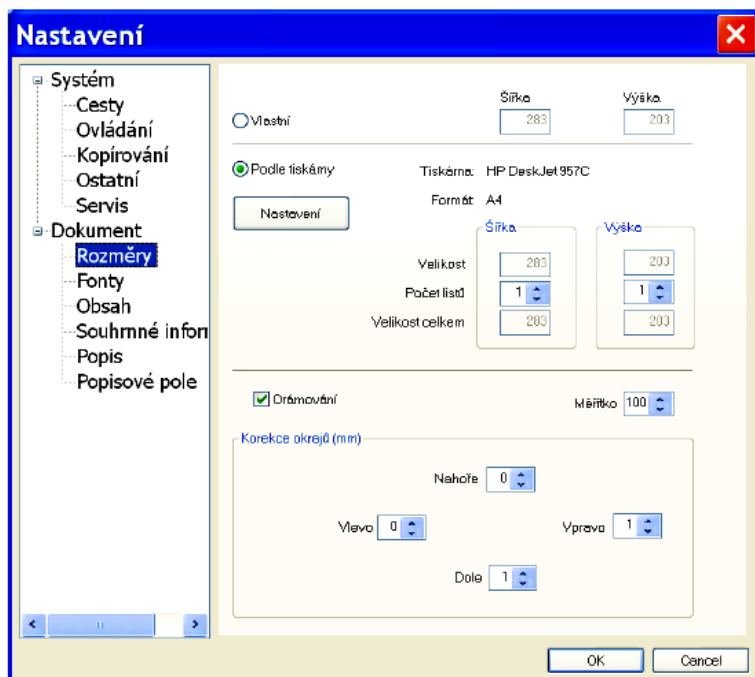 Nastavení
Systém
Cesty
Ovládání
Kopírování
Ostatní
Servis
Dokument
Rozměry
Fonty
Obsah
Souhrnné infor
Popis
Popisové pole
Šířka Výška
Vlastní 283 203
Podle tiskárny Tiskárna: HP DeskJet 957C
Nastavení Formát: A4
Šířka Výška
Velikost 283 203
Počet listů 1 1
Velikost celkem 283 203
Orámování Měřítko 100
Korekce okrajů (mm)
Nahoře 0
Vlevo 0 Vpravo 1
Dole 1
OK Cancel